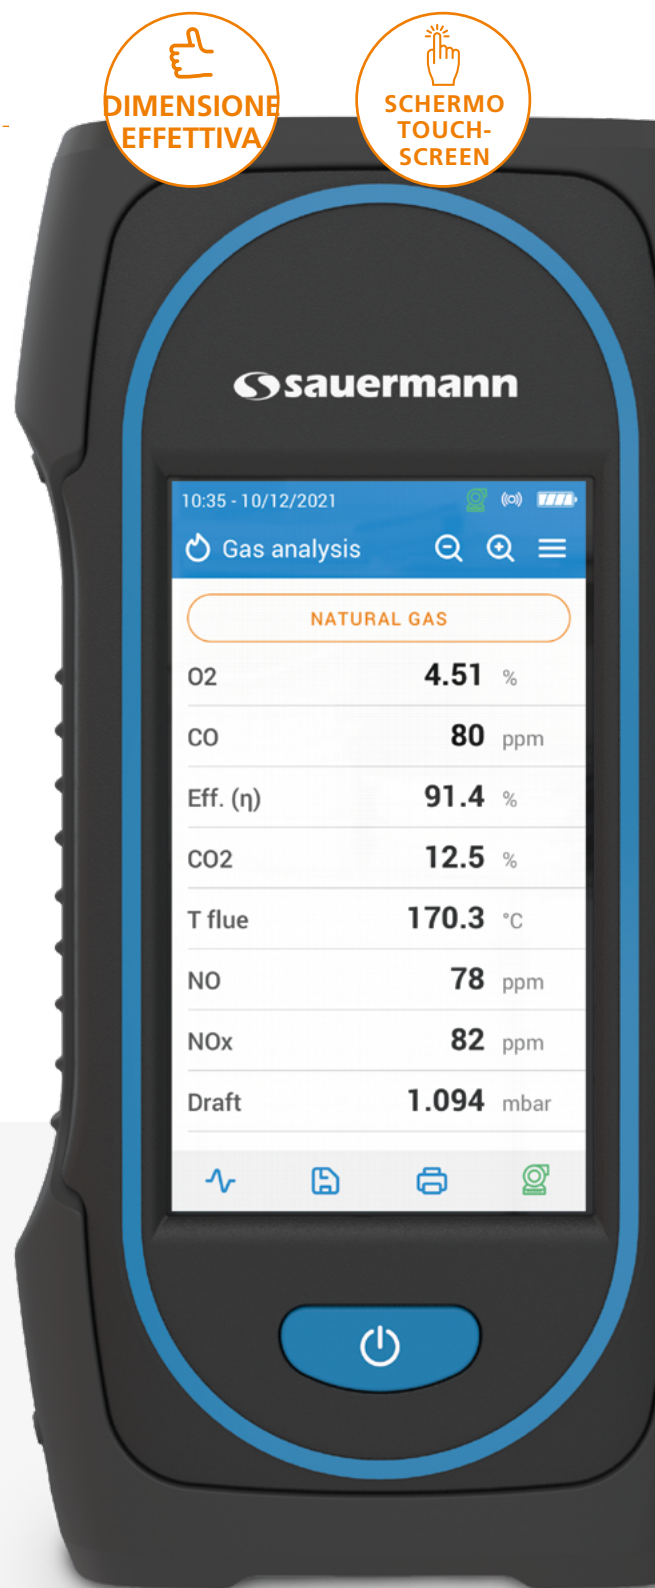 DIMENSIONE
EFFETTIVA
SCHERMO
TOUCH-
SCREEN
sauermann
10:35 - 10/12/2021
Gas analysis
NATURAL GAS
O2 4.51 %
CO 80 ppm
Eff. (η) 91.4 %
CO2 12.5 %
T flue 170.3 °C
NO 78 ppm
NOx 82 ppm
Draft 1.094 mbar